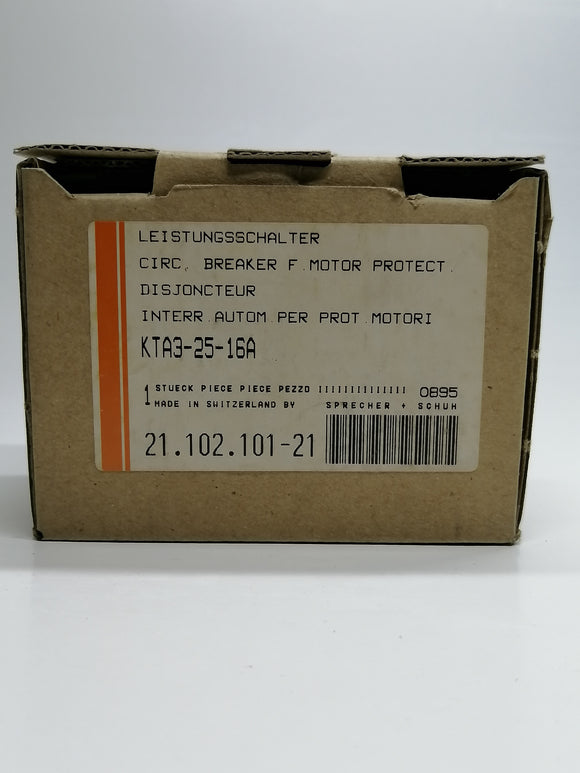 LEISTUNGSSCHALTER
CIRC. BREAKER F.MOTOR PROTECT.
DISJONCTEUR
INTERR.AUTOM.PER PROT.MOTORI
KTA3-25-16A
1 STUECK PIECE PIECE PEZZO IIIIIIIIIIIIIII 0895
MADE IN SWITZERLAND BY SPRECHER + SCHUH
21.102.101-21